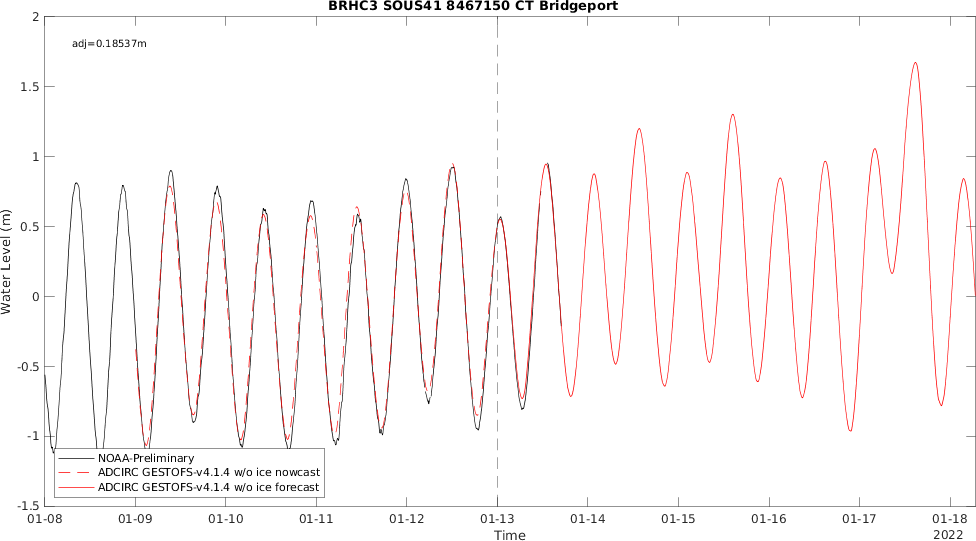 BRHC3 SOUS41 8467150 CT Bridgeport
adj=0.18537m
Water Level (m)
2
1.5
1
0.5
0
-0.5
-1
-1.5
NOAA-Preliminary
ADCIRC GESTOFS-v4.1.4 w/o ice nowcast
ADCIRC GESTOFS-v4.1.4 w/o ice forecast
01-08 01-09 01-10 01-11 01-12 01-13 01-14 01-15 01-16 01-17 01-18
Time
2022